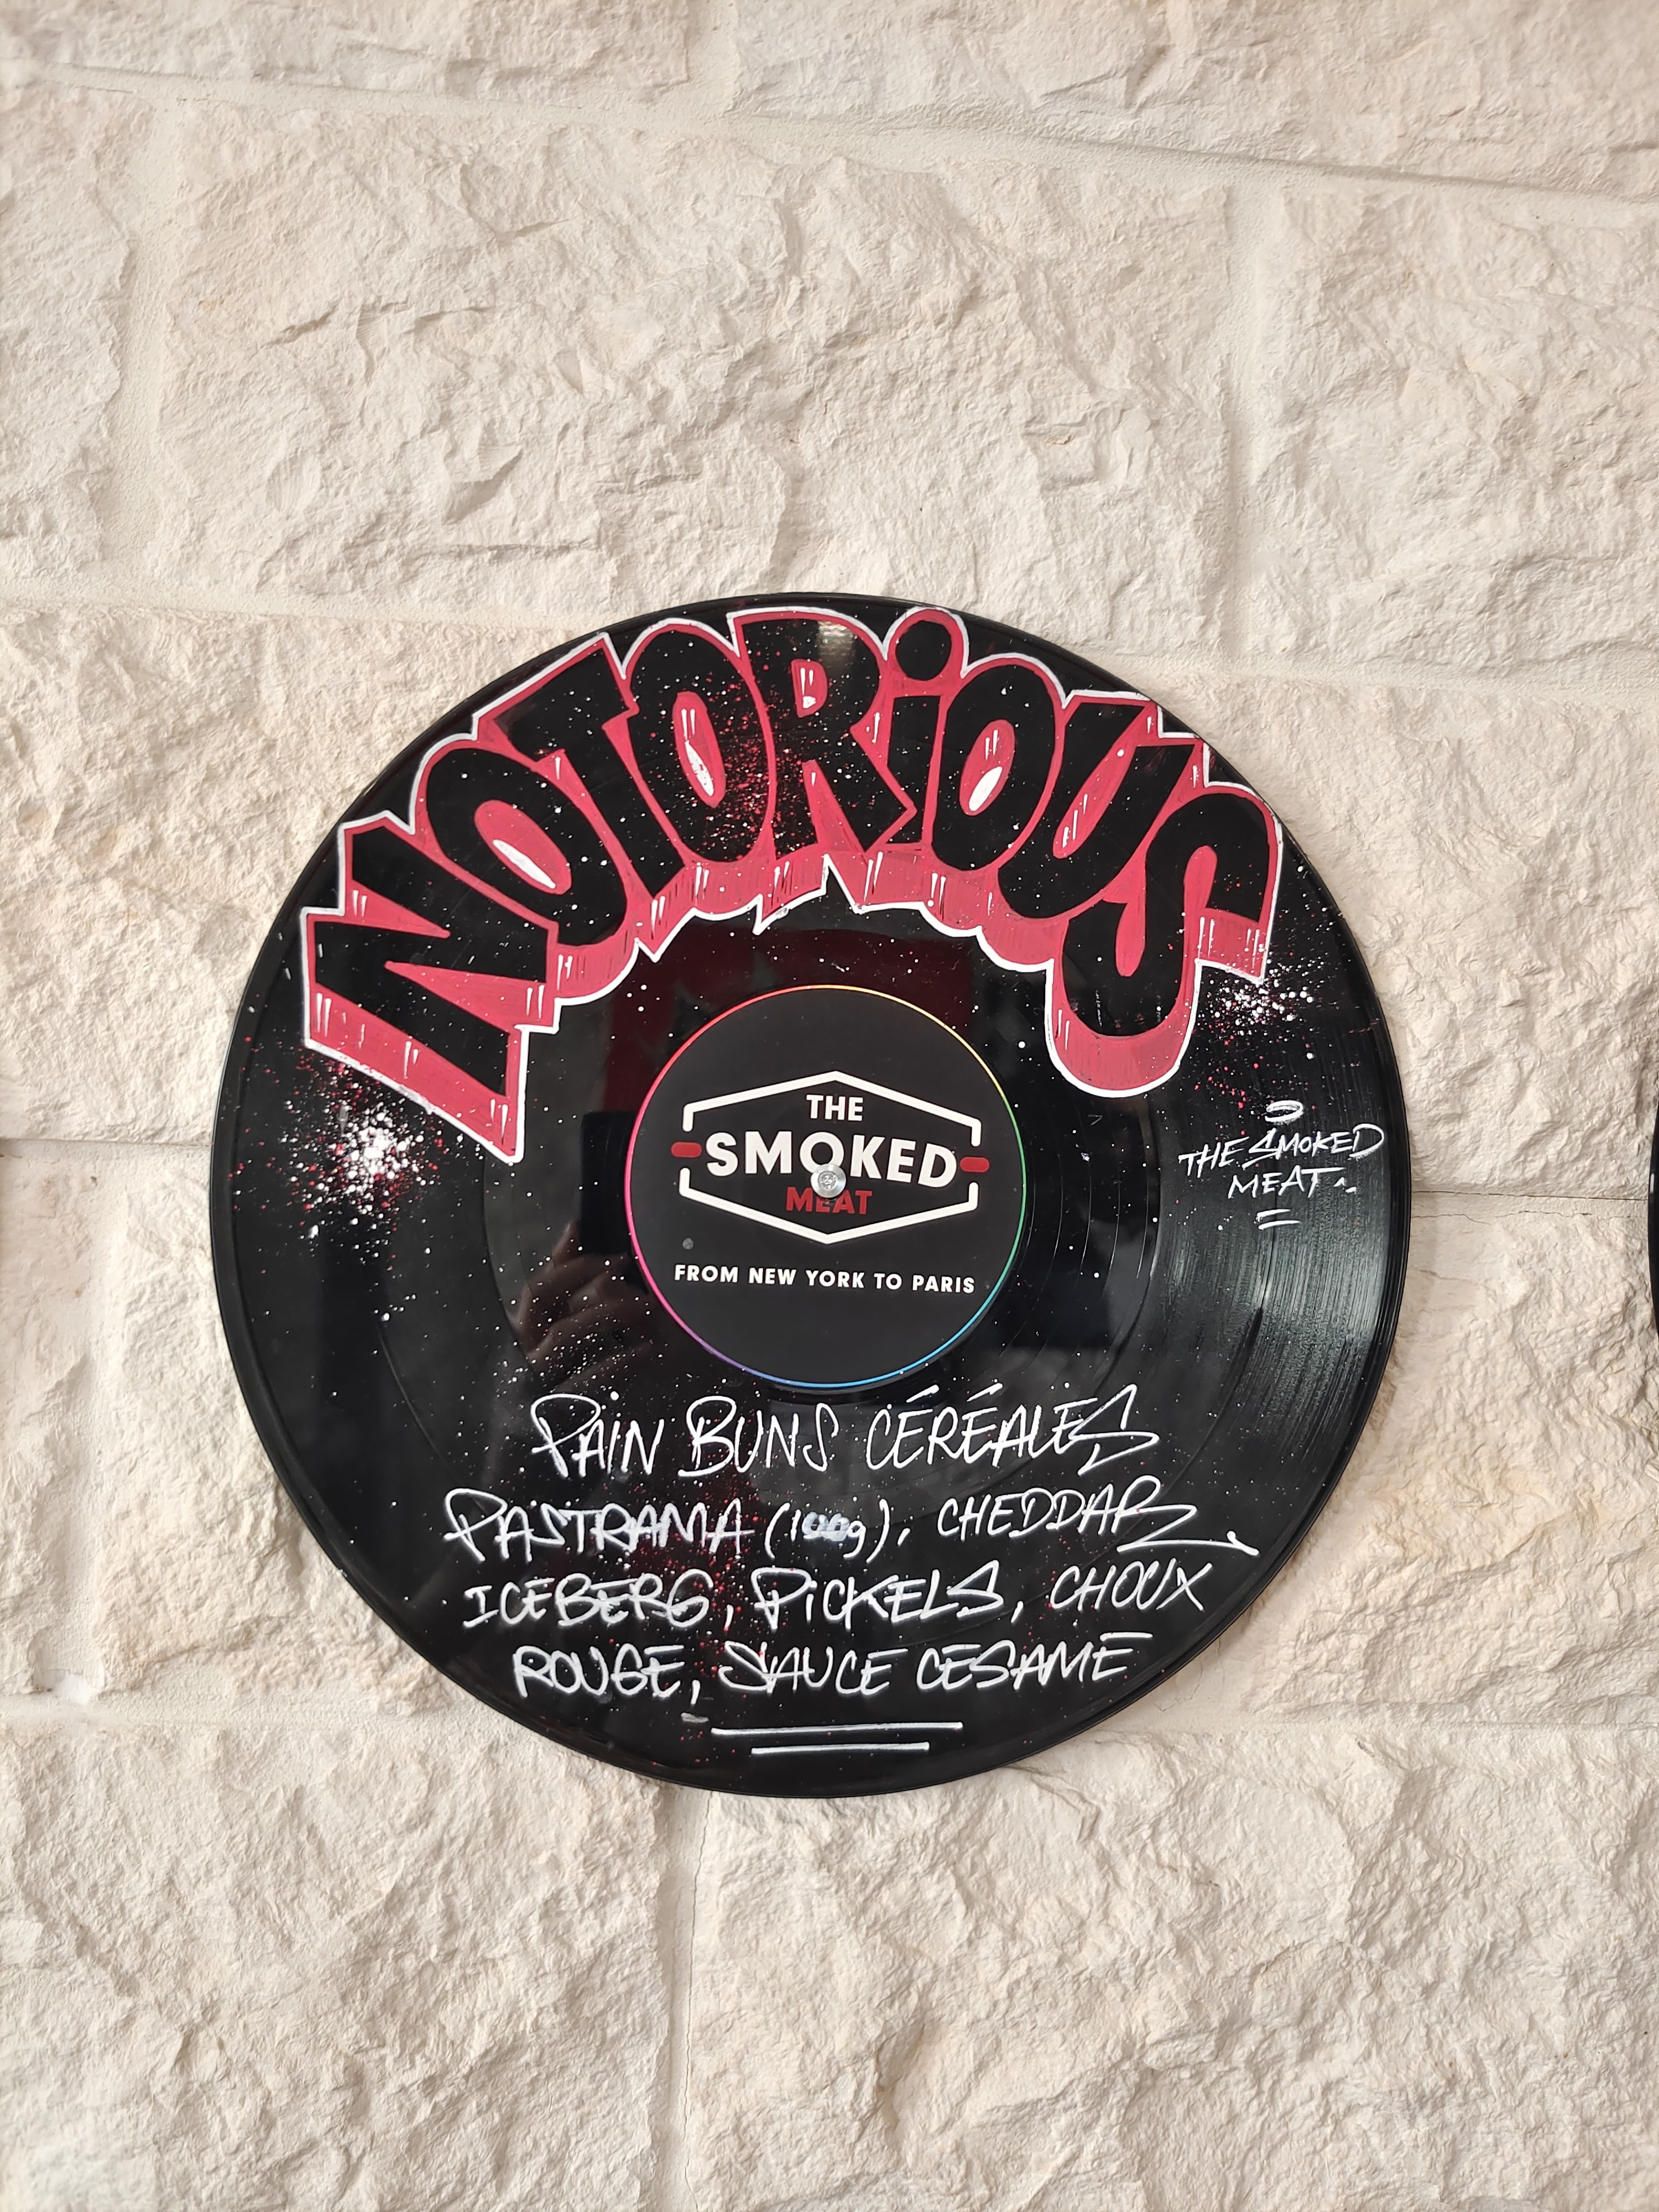 NOTORiOUS
THE
SMOKED
MEAT
FROM NEW YORK TO PARIS
THE SMOKED
MEAT
PAIN BUNS CÉRÉALES
PASTRAMA (100g), CHEDDAR
ICEBERG, PiCKELS, CHOUX
ROUGE, SAUCE CESAME